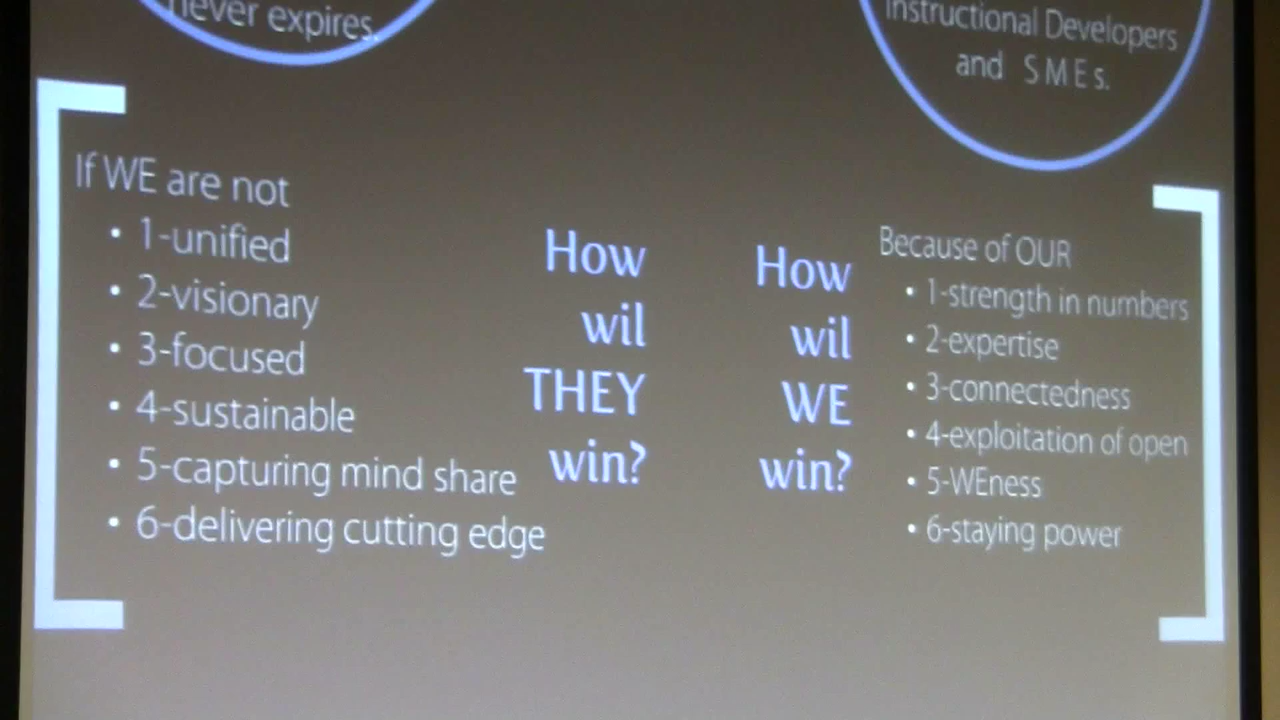 never expires.
Instructional Developers
and SMEs.
If WE are not
• 1-unified
• 2-visionary
• 3-focused
• 4-sustainable
• 5-capturing mind share
• 6-delivering cutting edge
How
wil
THEY
win?
How
wil
WE
win?
Because of OUR
• 1-strength in numbers
• 2-expertise
• 3-connectedness
• 4-exploitation of open
• 5-WEness
• 6-staying power